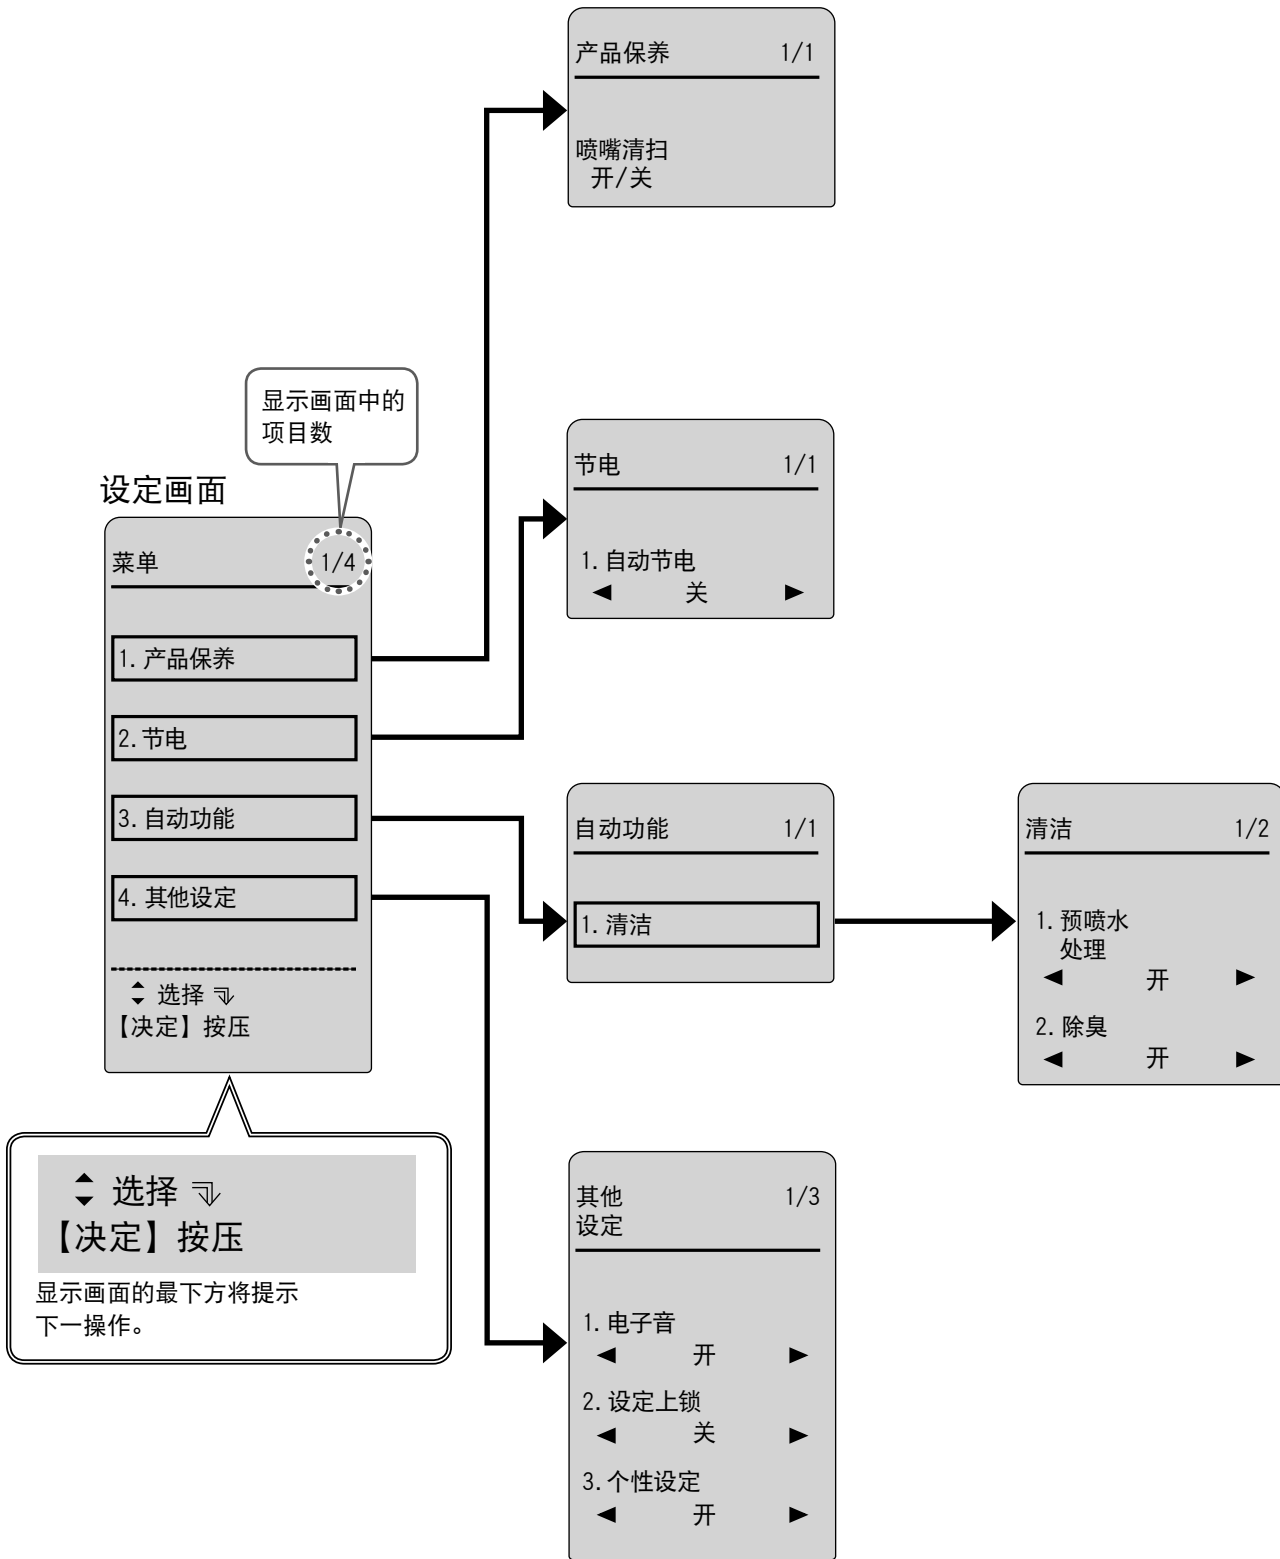 产品保养 1/1
喷嘴清扫
开/关
显示画面中的
项目数
设定画面
菜单 1/4
1. 产品保养
2. 节电
3. 自动功能
4. 其他设定
选择
【决定】按压
选择
【决定】按压
显示画面的最下方将提示
下一操作。
节电 1/1
1. 自动节电
◀ 关 ▶
自动功能 1/1
1. 清洁
清洁 1/2
1. 预喷水
处理
◀ 开 ▶
2. 除臭
◀ 开 ▶
其他 1/3
设定
1. 电子音
◀ 开 ▶
2. 设定上锁
◀ 关 ▶
3. 个性设定
◀ 开 ▶